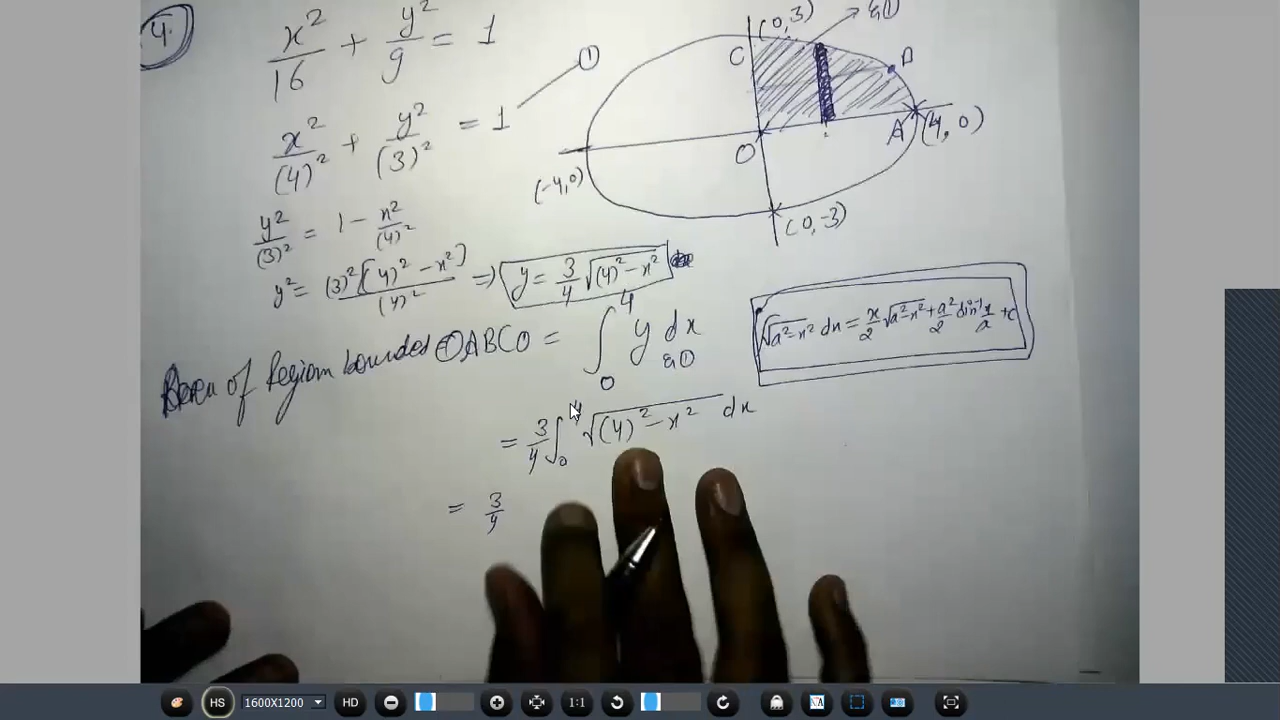 4.
x²/16 + y²/9 = 1
x²/(4)² + y²/(3)² = 1 ①
y²/(3)² = 1 - x²/(4)²
y² = (3)²[(4)² - x²]/(4)² ⇒ y = 3/4 √(4)² - x²
(0,3)
C
B
A (4,0)
O
(-4,0)
(0,-3)
√a²-x² dx = x/2 √a²-x² + a²/2 sin⁻¹ x/a + c
Area of Region bounded OABCO = ∫₀⁴ y dx
= 3/4 ∫₀⁴ √(4)² - x² dx
= 3/4
HS 1600X1200 HD 1:1